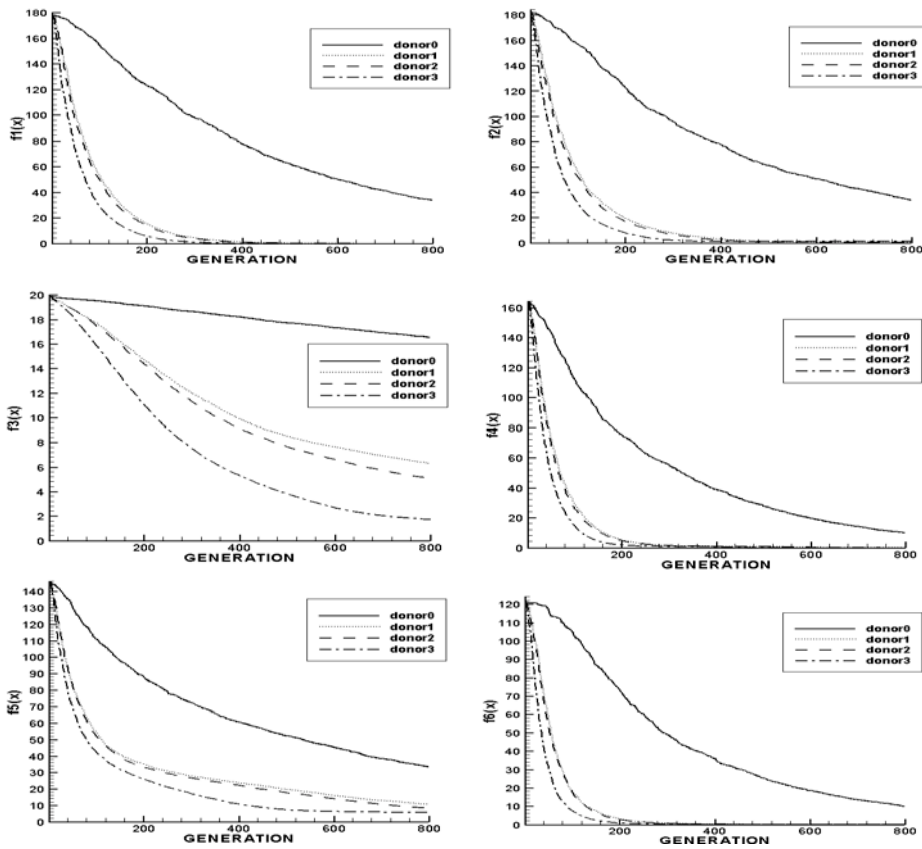 180
160
140
120
100
80
60
40
20
0
f1(x)
200
400
600
800
GENERATION
donor0
donor1
donor2
donor3
180
160
140
120
100
80
60
40
20
0
f2(x)
200
400
600
800
GENERATION
donor0
donor1
donor2
donor3
20
18
16
14
12
10
8
6
4
2
0
f3(x)
200
400
600
800
GENERATION
donor0
donor1
donor2
donor3
160
140
120
100
80
60
40
20
0
f4(x)
200
400
600
800
GENERATION
donor0
donor1
donor2
donor3
140
130
120
110
100
90
80
70
60
50
40
30
20
10
0
f5(x)
200
400
600
800
GENERATION
donor0
donor1
donor2
donor3
120
110
100
90
80
70
60
50
40
30
20
10
0
f6(x)
200
400
600
800
GENERATION
donor0
donor1
donor2
donor3